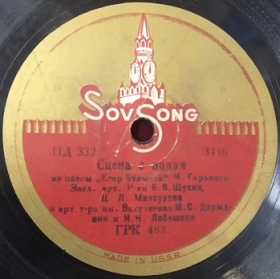 SovSong
3116
Сцена с попом
из пьесы „Егор Булычов" М. Горького
Засл. арт. Р-ки Б. В. Щукин,
Ц. Л. Мансурова
и арт. т-ра им. Вахтангова М. С. Держа-
вин и
ГРК 483
MADE IN USSR